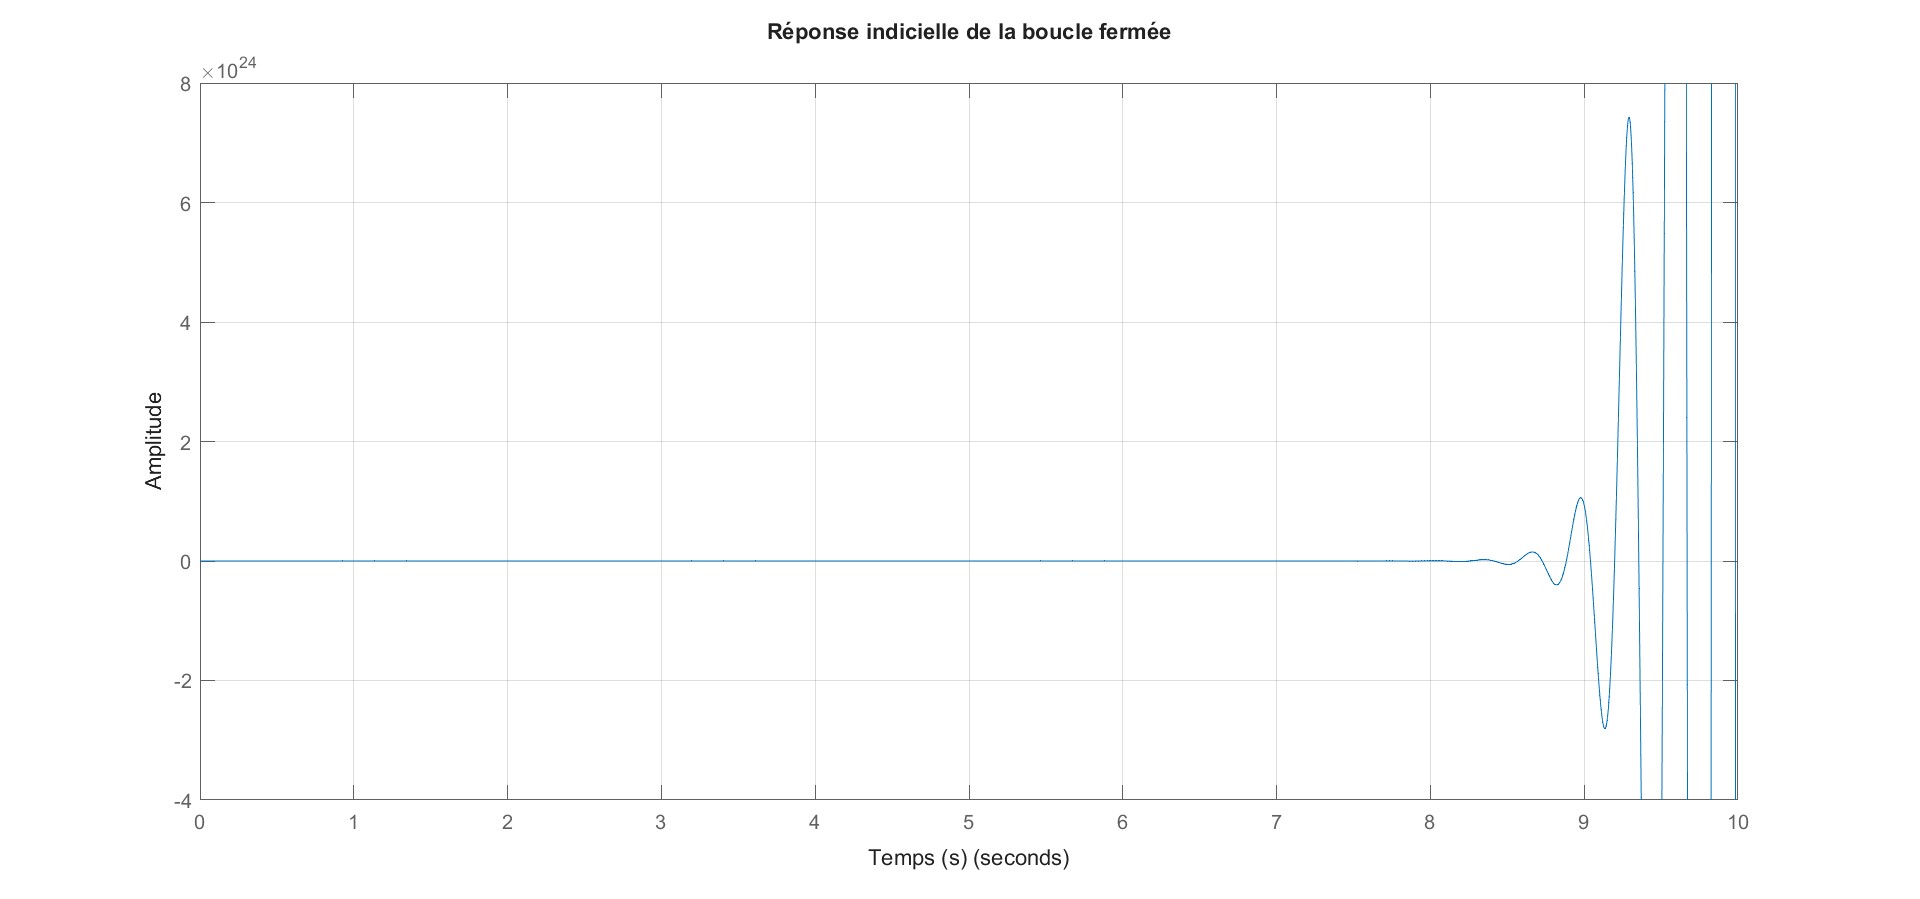 Réponse indicielle de la boucle fermée
×10^24
8
6
4
2
0
-2
-4
Amplitude
0 1 2 3 4 5 6 7 8 9 10
Temps (s) (seconds)